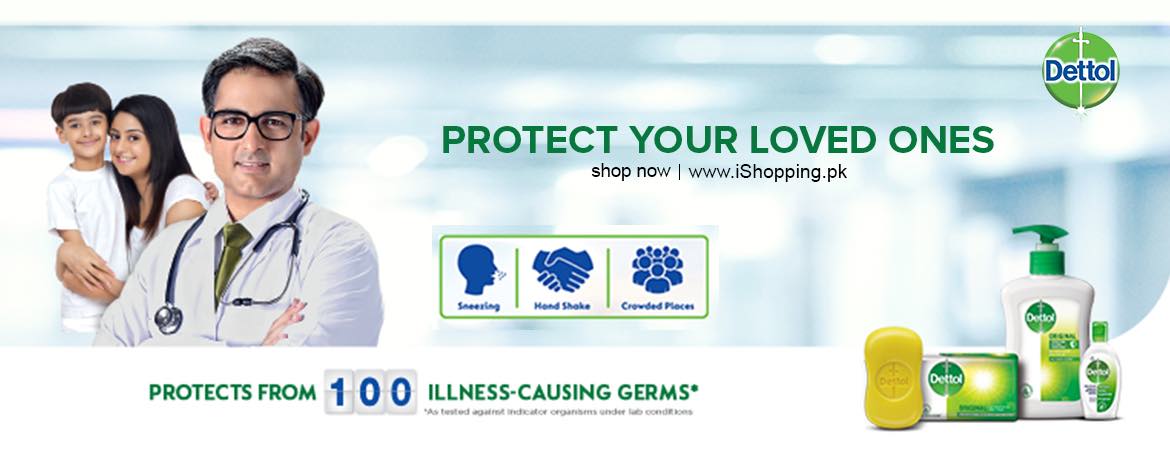 Dettol
PROTECT YOUR LOVED ONES
shop now | www.iShopping.pk
Sneezing
Hand Shake
Crowded Places
PROTECTS FROM 100 ILLNESS-CAUSING GERMS*
*As tested against indicator organisms under lab conditions
Dettol
ORIGINAL
Dettol
Dettol
ORIGINAL
Dettol